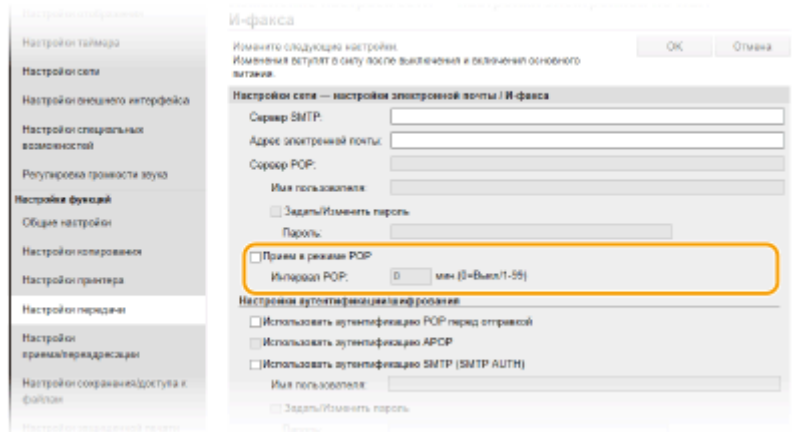 И-факса
Настройки таймера
Настройки сети
Настройки внешнего интерфейса
Настройки специальных
возможностей
Регулировка громкости звука
Настройки функций
Общие настройки
Настройки копирования
Настройки принтера
Настройки передачи
Настройки
приема/переадресации
Настройки сохранения/доступа к
файлам
Измените следующие настройки.
Изменения вступят в силу после выключения и включения основного
питания.
OK
Отмена
Настройки сети — настройки электронной почты / И-факса
Сервер SMTP:
Адрес электронной почты:
Сервер POP:
Имя пользователя:
Задать/Изменить пароль
Пароль:
Прием в режиме POP
Интервал POP:
0
мин (0=Выкл/1-99)
Настройки аутентификации/шифрования
Использовать аутентификацию POP перед отправкой
Использовать аутентификацию APOP
Использовать аутентификацию SMTP (SMTP AUTH)
Имя пользователя:
Задать/Изменить пароль
Пароль: